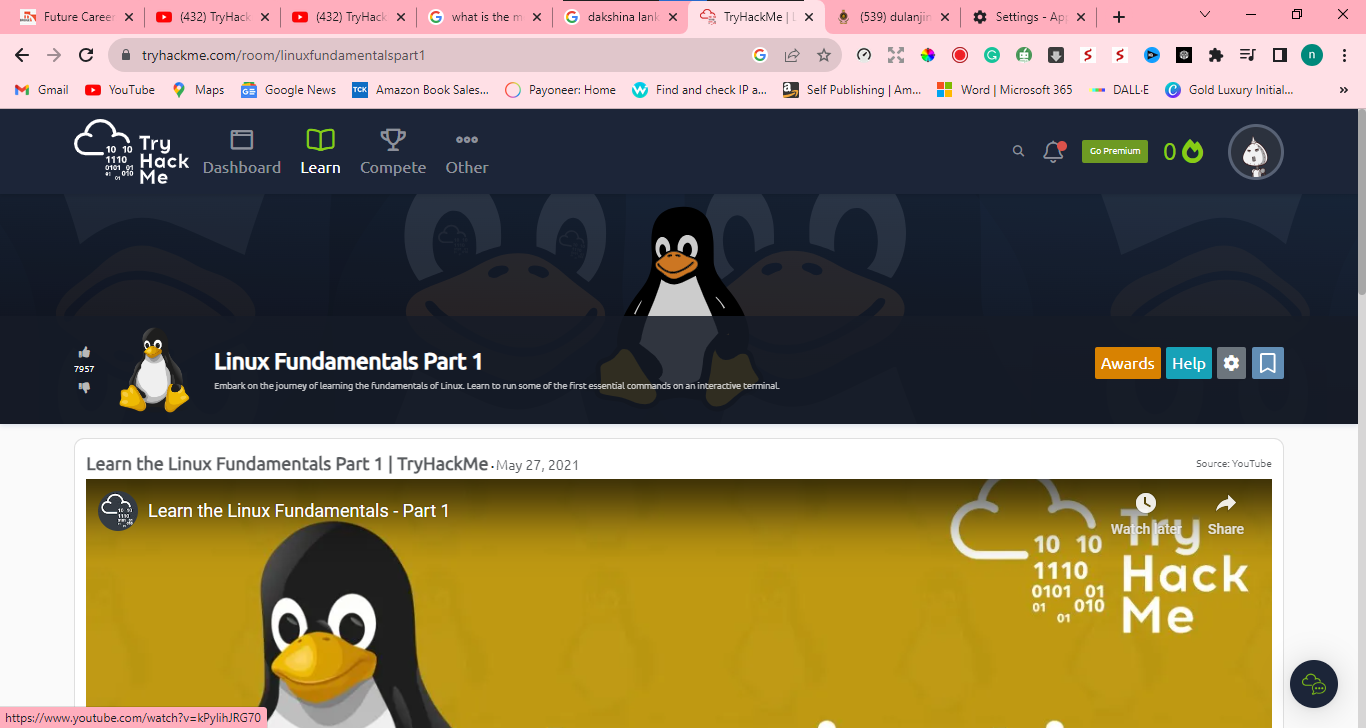 Future Career
(432) TryHack
(432) TryHack
what is the m
dakshina lank
TryHackMe | L
(539) dulanjin
Settings - App
tryhackme.com/room/linuxfundamentalspart1
n
Gmail
YouTube
Maps
Google News
TCK
Amazon Book Sales...
Payoneer: Home
Find and check IP a...
Self Publishing | Am...
Word | Microsoft 365
DALL·E
Gold Luxury Initial...
»
10 10
1110
0101 01
01 010
01
Try
Hack
Me
Dashboard
Learn
Compete
Other
Go Premium
0
7957
Linux Fundamentals Part 1
Embark on the journey of learning the fundamentals of Linux. Learn to run some of the first essential commands on an interactive terminal.
Awards
Help
Learn the Linux Fundamentals Part 1 | TryHackMe · May 27, 2021
Source: YouTube
Learn the Linux Fundamentals - Part 1
Watch later
Share
10 10
1110
0101 01
01 010
01
Try
Hack
Me
https://www.youtube.com/watch?v=kPylihJRG70